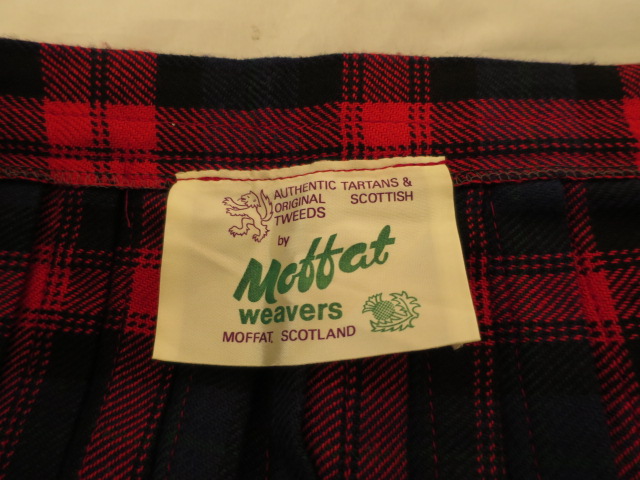 AUTHENTIC TARTANS &
ORIGINAL SCOTTISH
TWEEDS
by
Moffat
weavers
MOFFAT, SCOTLAND